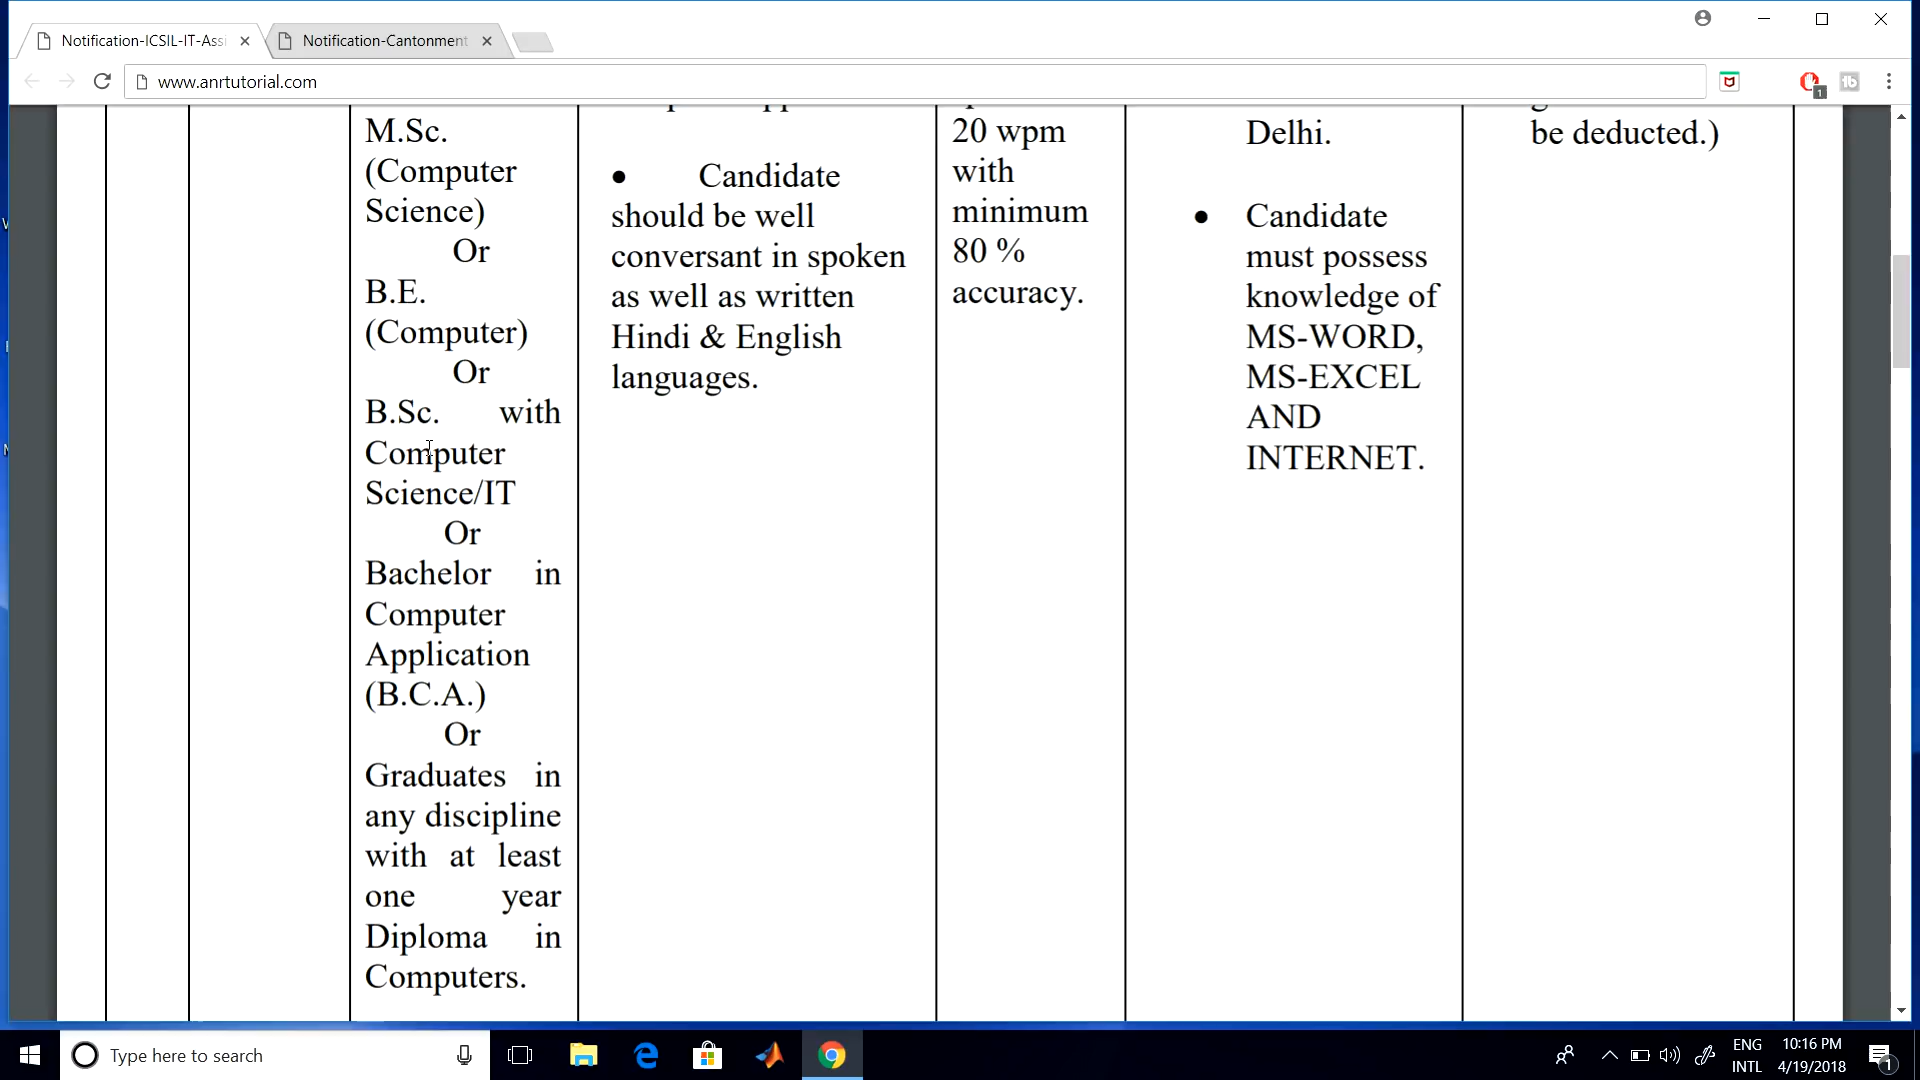 Notification-ICSIL-IT-Assi
Notification-Cantonment
www.anrtutorial.com
1
M.Sc.
(Computer
Science)
Or
B.E.
(Computer)
Or
B.Sc. with
Computer
Science/IT
Or
Bachelor in
Computer
Application
(B.C.A.)
Or
Graduates in
any discipline
with at least
one year
Diploma in
Computers.
• Candidate
should be well
conversant in spoken
as well as written
Hindi & English
languages.
20 wpm
with
minimum
80 %
accuracy.
Delhi.
• Candidate
must possess
knowledge of
MS-WORD,
MS-EXCEL
AND
INTERNET.
be deducted.)
Type here to search
ENG
INTL
10:16 PM
4/19/2018
1